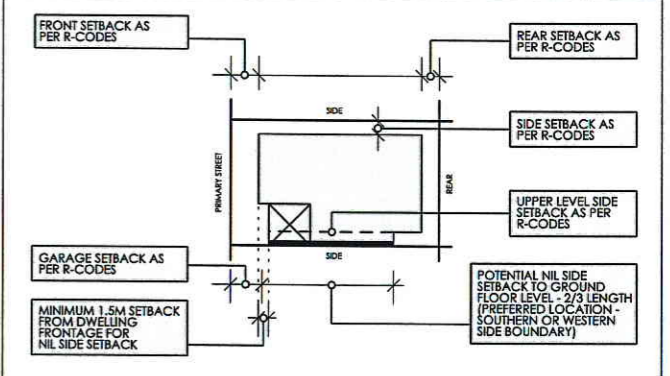 FRONT SETBACK AS
PER R-CODES
REAR SETBACK AS
PER R-CODES
SIDE
SIDE SETBACK AS
PER R-CODES
PRIMARY STREET
REAR
UPPER LEVEL SIDE
SETBACK AS PER
R-CODES
SIDE
GARAGE SETBACK AS
PER R-CODES
POTENTIAL NIL SIDE
SETBACK TO GROUND
FLOOR LEVEL - 2/3 LENGTH
(PREFERRED LOCATION -
SOUTHERN OR WESTERN
SIDE BOUNDARY)
MINIMUM 1.5M SETBACK
FROM DWELLING
FRONTAGE FOR
NIL SIDE SETBACK